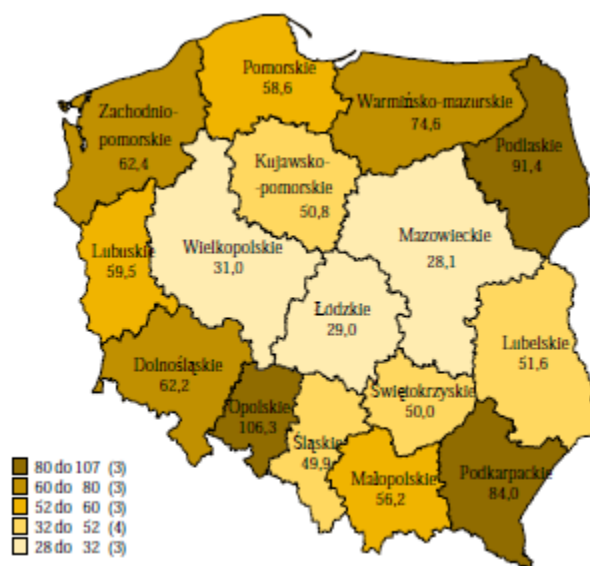 Pomorskie
58,6
Warmińsko-mazurskie
74,6
Zachodnio-
pomorskie
62,4
Podlaskie
91,4
Kujawsko-
-pomorskie
50,8
Lubuskie
59,5
Wielkopolskie
31,0
Mazowieckie
28,1
Łódzkie
29,0
Lubelskie
51,6
Dolnośląskie
62,2
Opolskie
106,3
Świętokrzyskie
50,0
Śląskie
49,9
Małopolskie
56,2
Podkarpackie
84,0
80 do 107 (3)
60 do 80 (3)
52 do 60 (3)
32 do 52 (4)
28 do 32 (3)